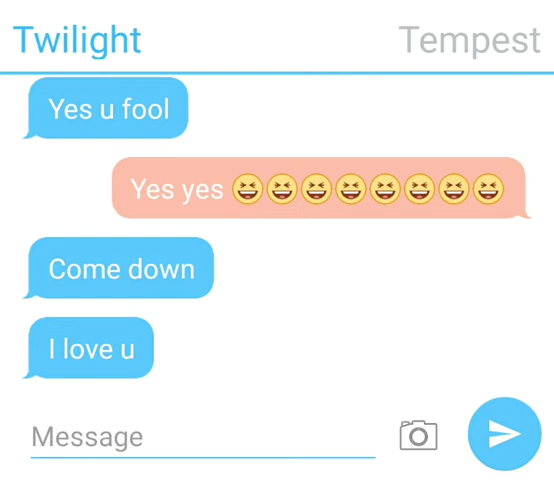 Twilight Tempest
Yes u fool
Yes yes 😆😆😆😆😆😆😆😆
Come down
I love u
Message